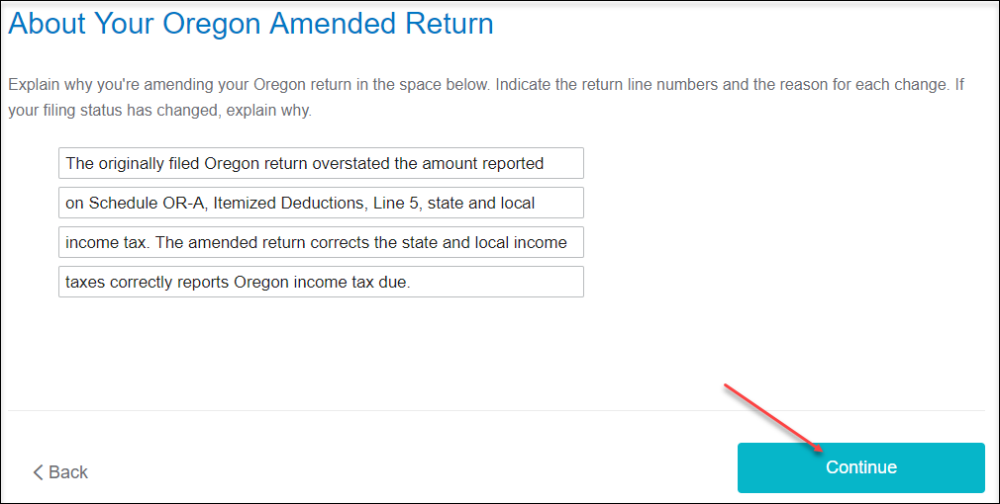 About Your Oregon Amended Return
Explain why you're amending your Oregon return in the space below. Indicate the return line numbers and the reason for each change. If
your filing status has changed, explain why.
The originally filed Oregon return overstated the amount reported
on Schedule OR-A, Itemized Deductions, Line 5, state and local
income tax. The amended return corrects the state and local income
taxes correctly reports Oregon income tax due.
Back
Continue